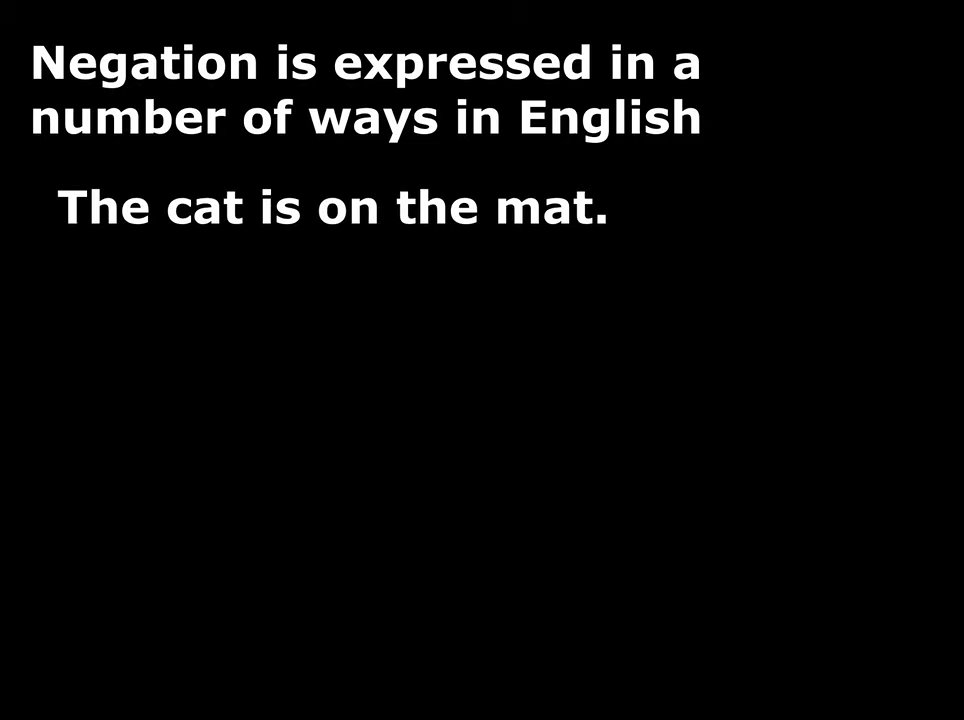 Negation is expressed in a
number of ways in English
The cat is on the mat.